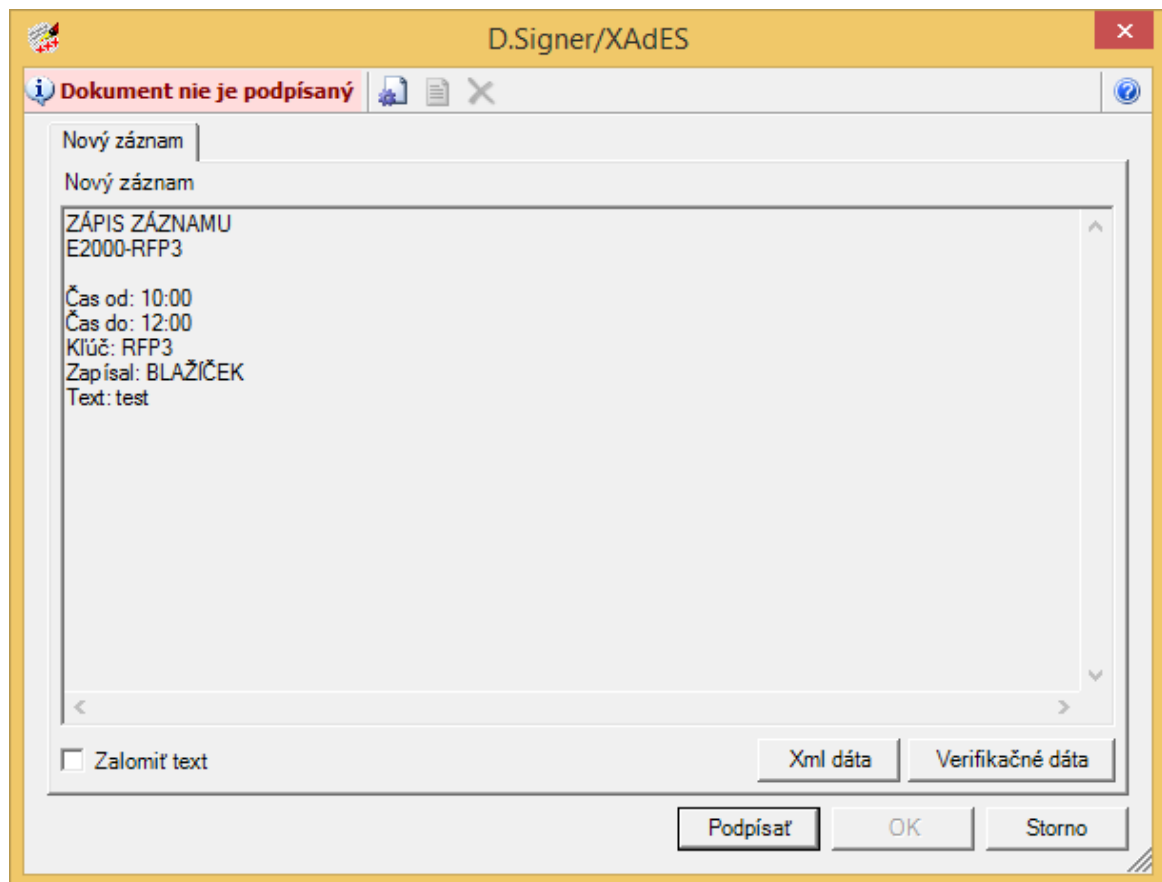 D.Signer/XAdES
Dokument nie je podpísaný
Nový záznam
Nový záznam
ZÁPIS ZÁZNAMU
E2000-RFP3
Čas od: 10:00
Čas do: 12:00
Kľúč: RFP3
Zapísal: BLAŽÍČEK
Text: test
Zalomiť text
Xml dáta
Verifikačné dáta
Podpísať
OK
Storno